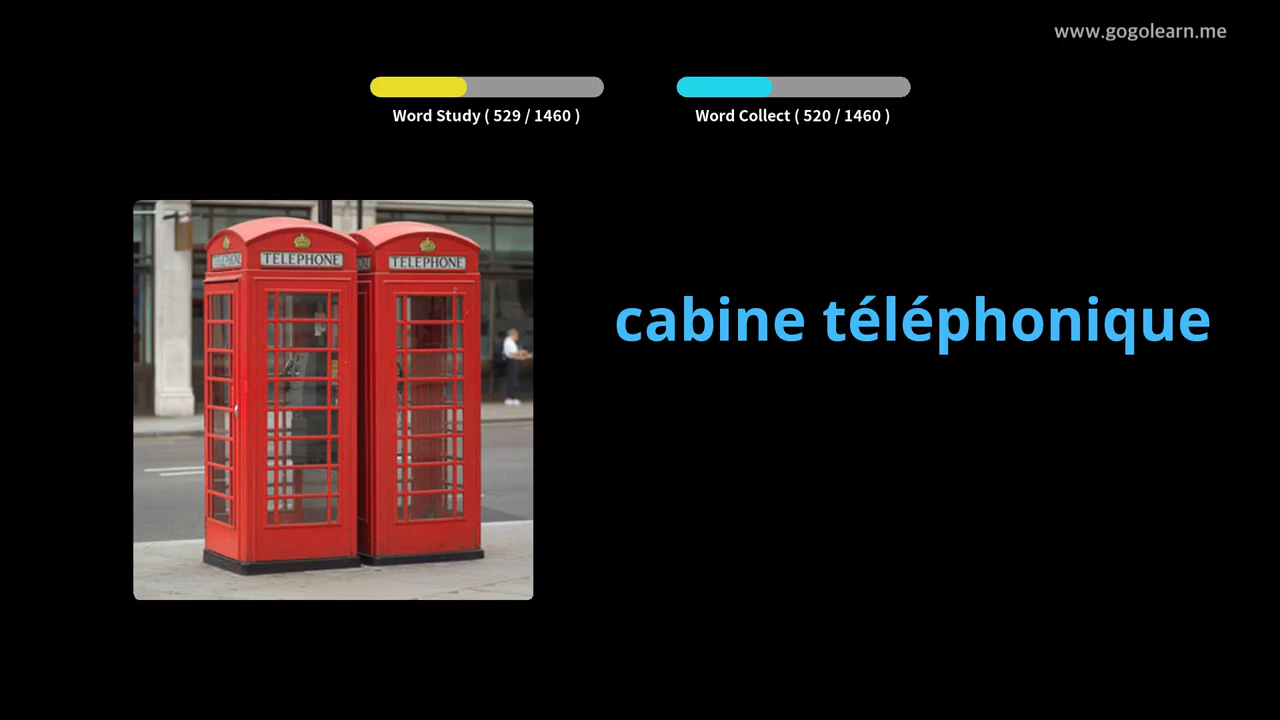 www.gogolearn.me
Word Study ( 529 / 1460 )
Word Collect ( 520 / 1460 )
TELEPHONE
TELEPHONE
cabine téléphonique